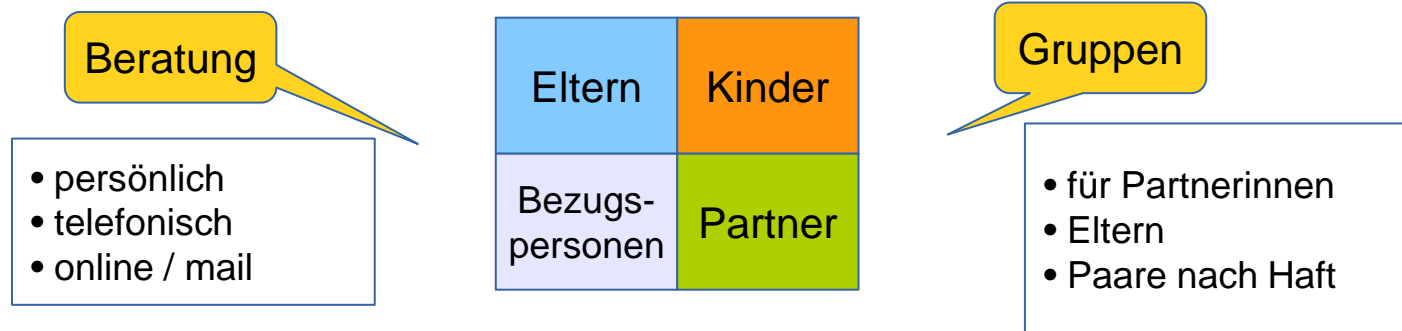 Beratung
• persönlich
• telefonisch
• online / mail
Eltern
Kinder
Bezugs-
personen
Partner
Gruppen
• für Partnerinnen
• Eltern
• Paare nach Haft